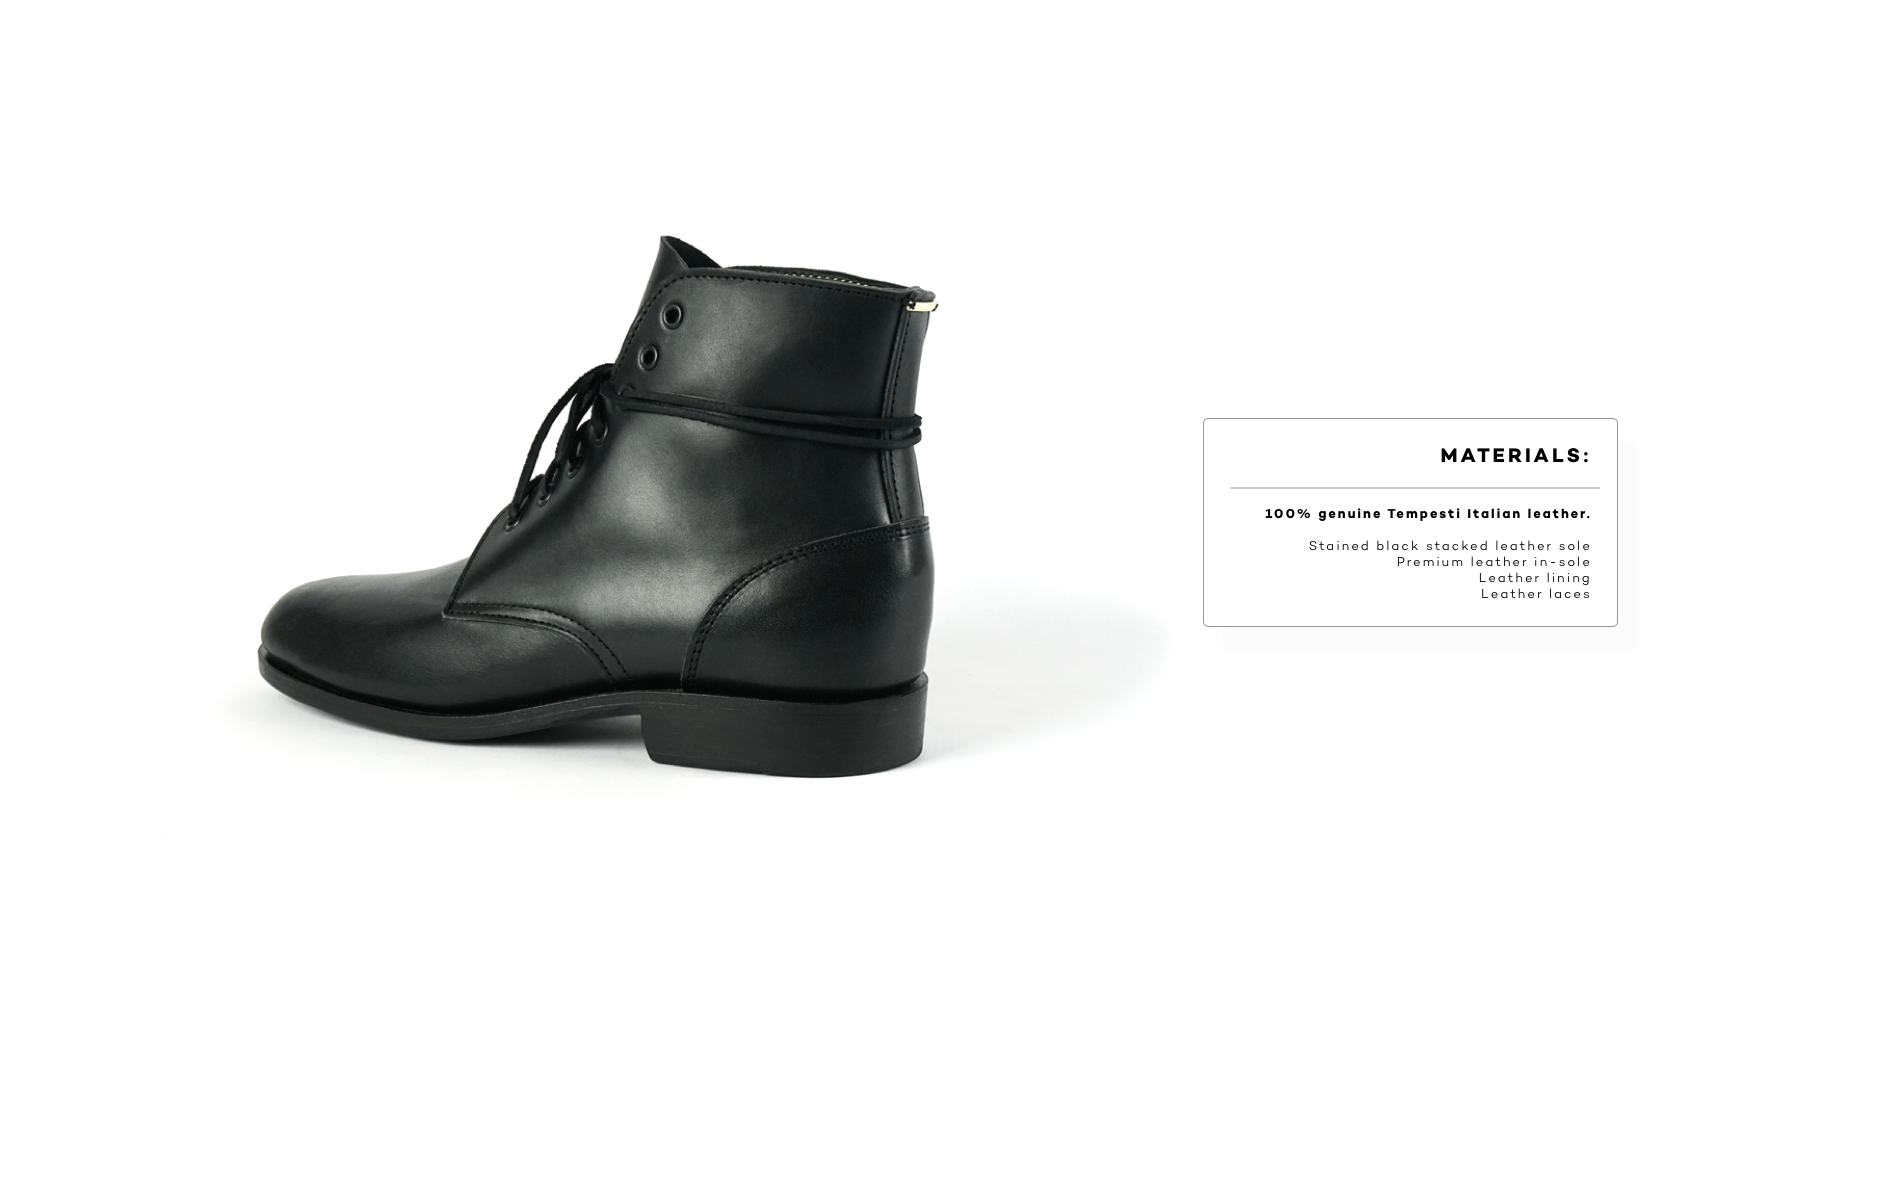 MATERIALS:
100% genuine Tempesti Italian leather.
Stained black stacked leather sole
Premium leather in-sole
Leather lining
Leather laces